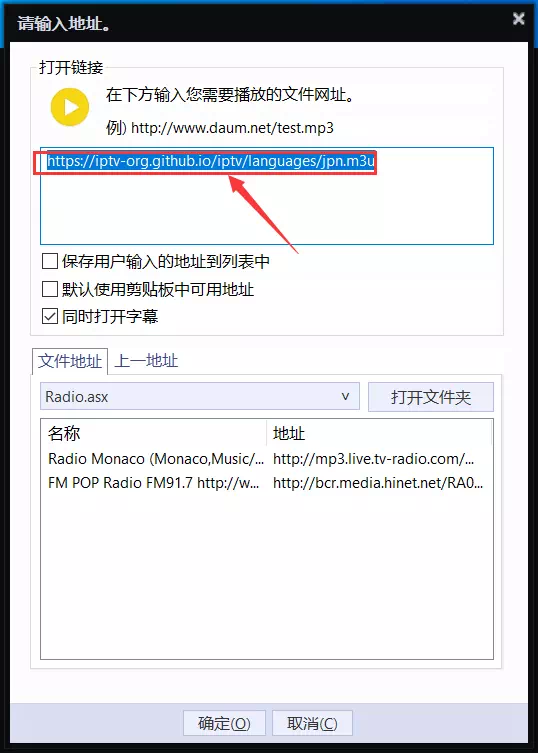 请输入地址。
打开链接
在下方输入您需要播放的文件网址。
例) http://www.daum.net/test.mp3
https://iptv-org.github.io/iptv/languages/jpn.m3u
保存用户输入的地址到列表中
默认使用剪贴板中可用地址
同时打开字幕
文件地址 上一地址
Radio.asx 打开文件夹
名称 地址
Radio Monaco (Monaco,Music/... http://mp3.live.tv-radio.com/...
FM POP Radio FM91.7 http://w... http://bcr.media.hinet.net/RA0...
确定(O) 取消(C)